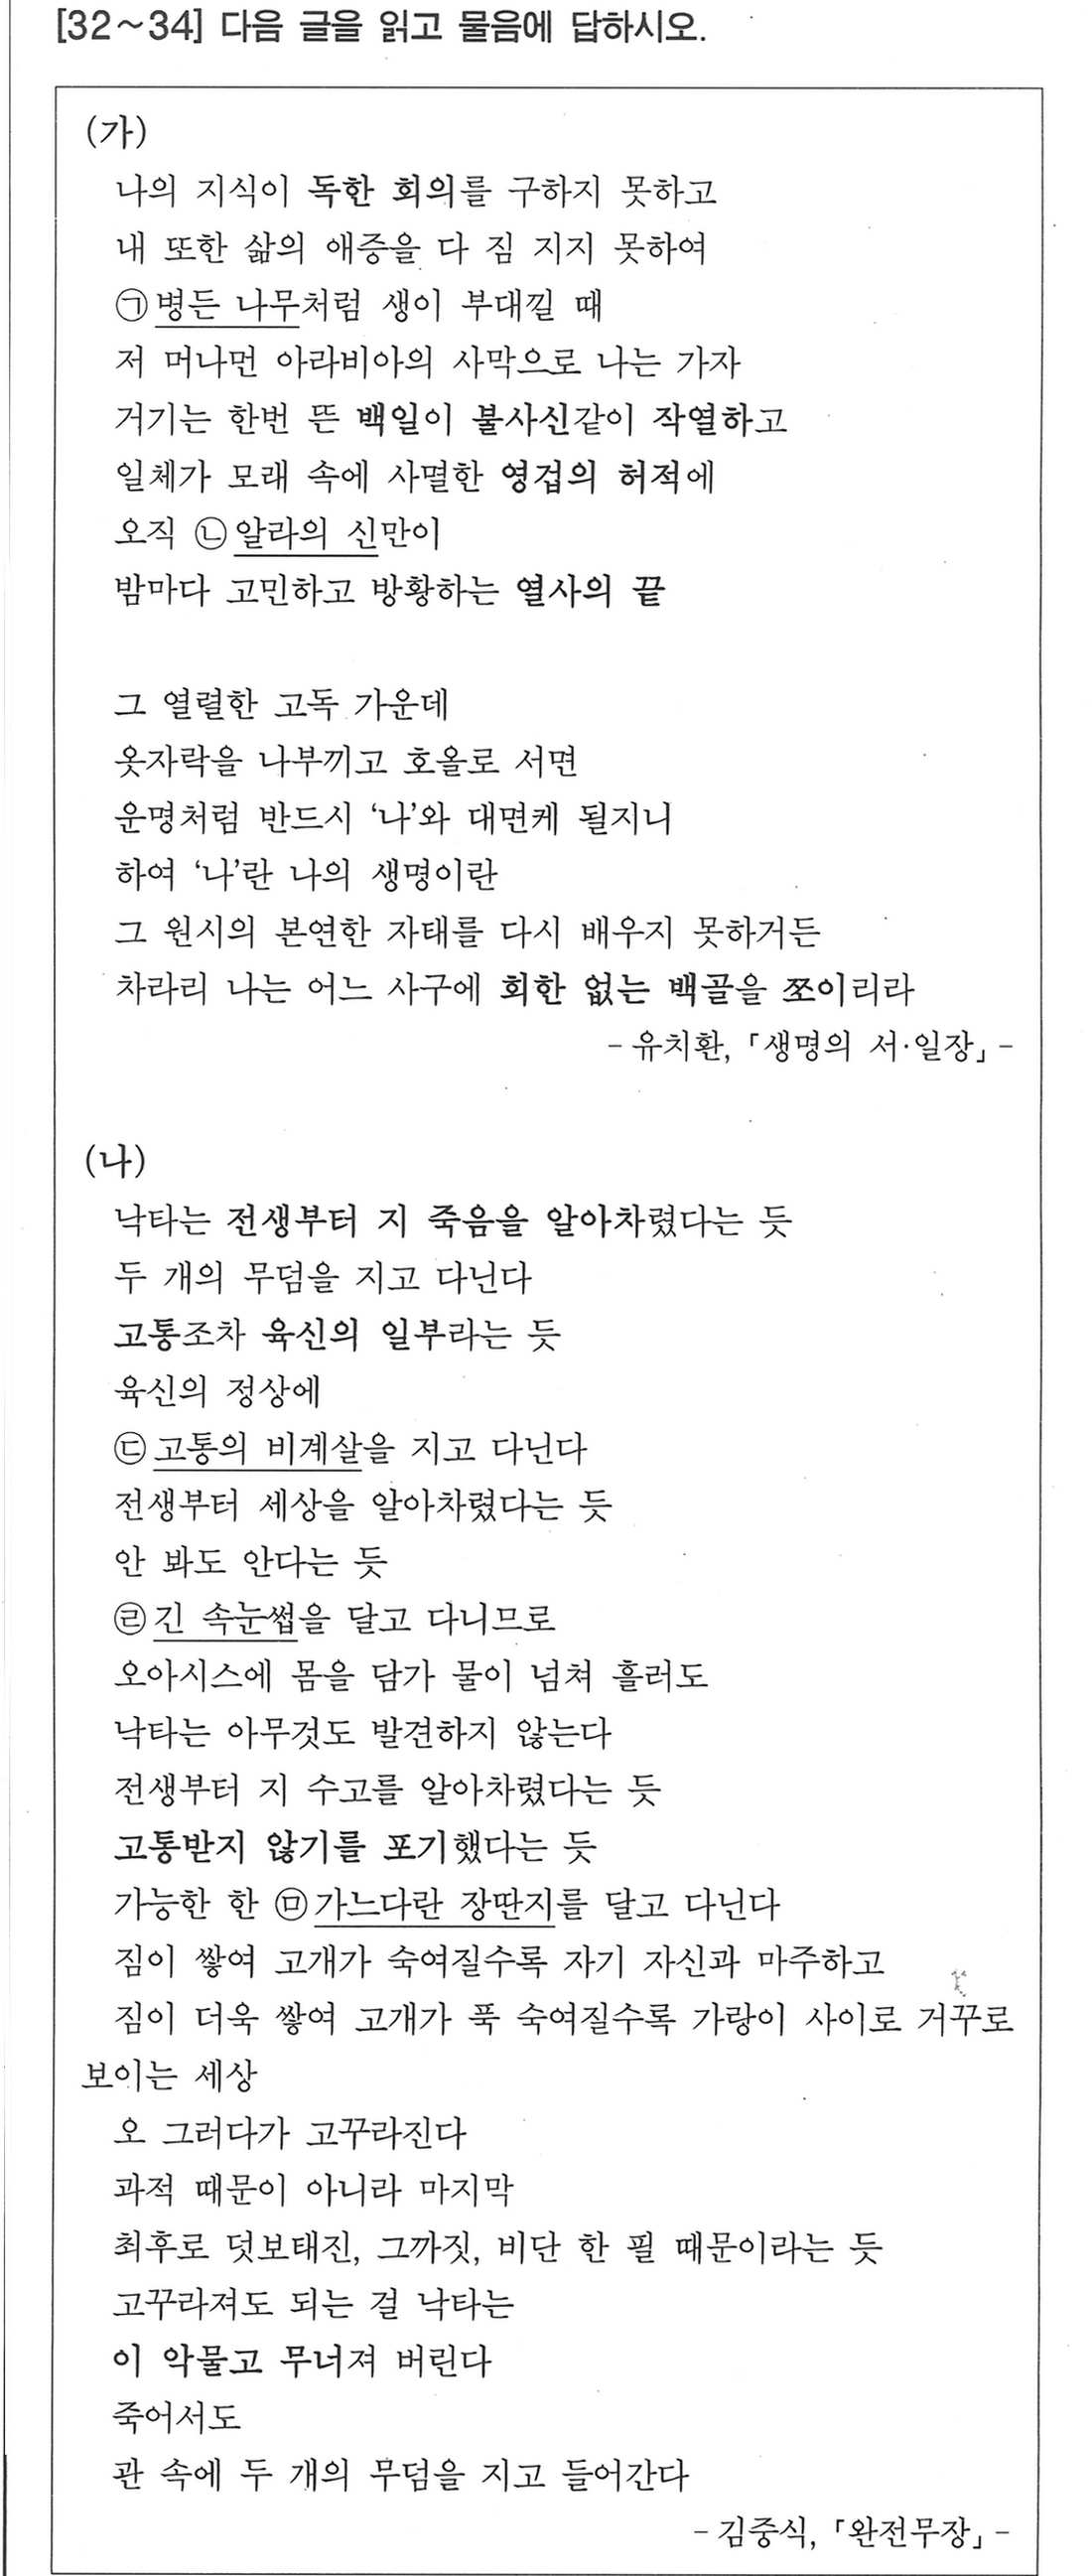 [32~34] 다음 글을 읽고 물음에 답하시오.
(가)
나의 지식이 독한 회의를 구하지 못하고
내 또한 삶의 애증을 다 짐 지지 못하여
㉠병든 나무처럼 생이 부대낄 때
저 머나먼 아라비아의 사막으로 나는 가자
거기는 한번 뜬 백일이 불사신같이 작열하고
일체가 모래 속에 사멸한 영겁의 허적에
오직 ㉡알라의 신만이
밤마다 고민하고 방황하는 열사의 끝
그 열렬한 고독 가운데
옷자락을 나부끼고 호올로 서면
운명처럼 반드시 ‘나’와 대면케 될지니
하여 ‘나’란 나의 생명이란
그 원시의 본연한 자태를 다시 배우지 못하거든
차라리 나는 어느 사구에 회한 없는 백골을 쪼이리라
- 유치환, 「생명의 서·일장」 -
(나)
낙타는 전생부터 지 죽음을 알아차렸다는 듯
두 개의 무덤을 지고 다닌다
고통조차 육신의 일부라는 듯
육신의 정상에
㉢고통의 비계살을 지고 다닌다
전생부터 세상을 알아차렸다는 듯
안 봐도 안다는 듯
㉣긴 속눈썹을 달고 다니므로
오아시스에 몸을 담가 물이 넘쳐 흘러도
낙타는 아무것도 발견하지 않는다
전생부터 지 수고를 알아차렸다는 듯
고통받지 않기를 포기했다는 듯
가능한 한 ㉤가느다란 장딴지를 달고 다닌다
짐이 쌓여 고개가 숙여질수록 자기 자신과 마주하고
짐이 더욱 쌓여 고개가 푹 숙여질수록 가랑이 사이로 거꾸로
보이는 세상
오 그러다가 고꾸라진다
과적 때문이 아니라 마지막
최후로 덧보태진, 그까짓, 비단 한 필 때문이라는 듯
고꾸라져도 되는 걸 낙타는
이 악물고 무너져 버린다
죽어서도
관 속에 두 개의 무덤을 지고 들어간다
- 김중식, 「완전무장」 -